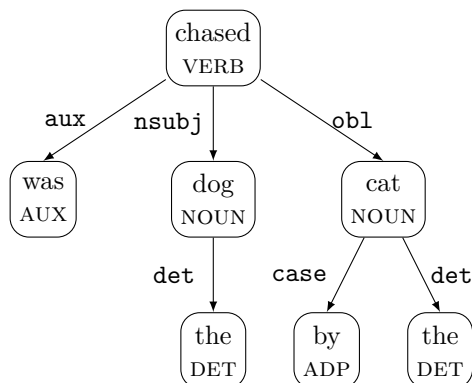 chased
VERB
aux
nsubj
obl
was
AUX
dog
NOUN
cat
NOUN
det
case
det
the
DET
by
ADP
the
DET